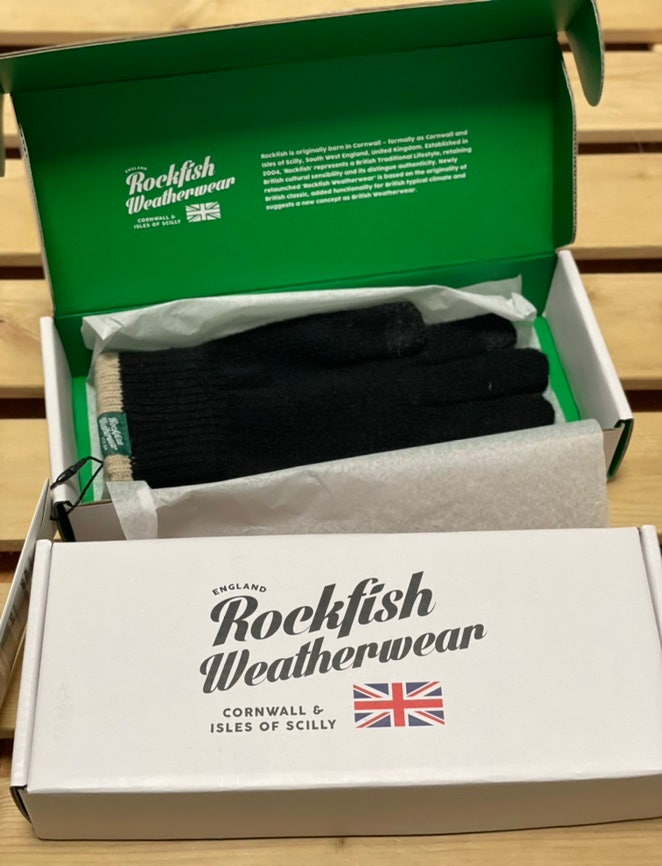 ENGLAND
Rockfish
Weatherwear
CORNWALL &
ISLES OF SCILLY
Rockfish is originally born in Cornwall - formally as Cornwall and
Isles of Scilly, South West England, United Kingdom. Established in
2004, 'Rockfish' represents a British Traditional Lifestyle, retaining
British cultural sensibility and its distinque authenticity. Newly
relaunched 'Rockfish Weatherwear' is based on the originality of
British classic, added functionality for British typical climate and
suggests a new concept as British Weatherwear.
Rockfish
Weatherwear
ENGLAND
Rockfish
Weatherwear
CORNWALL &
ISLES OF SCILLY